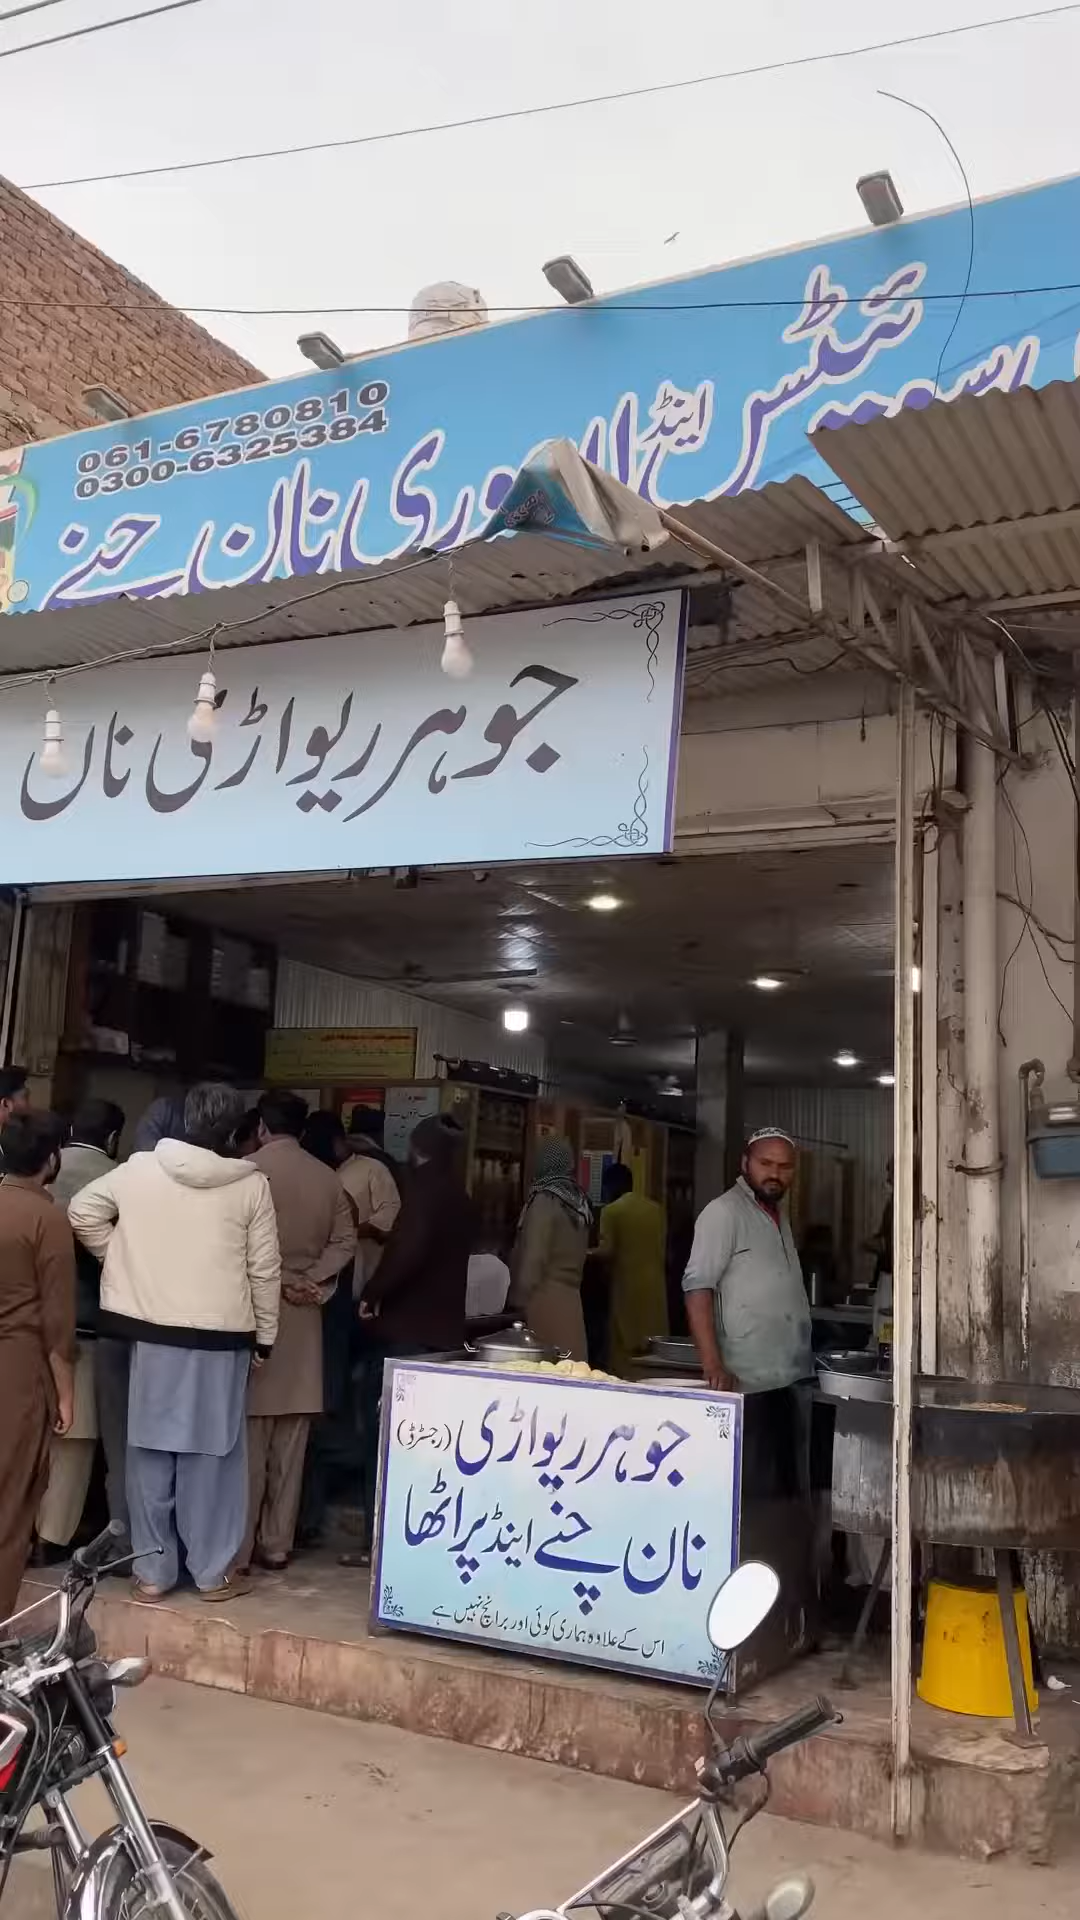 061-6780810
0300-6325384
سویٹس اینڈ لاہوری نان چنے
جوہر ریواڑی نان
جوہر ریواڑی (رجسٹرڈ)
نان چنے اینڈ پراٹھا
اس کے علاوہ ہماری کوئی اور برانچ نہیں ہے